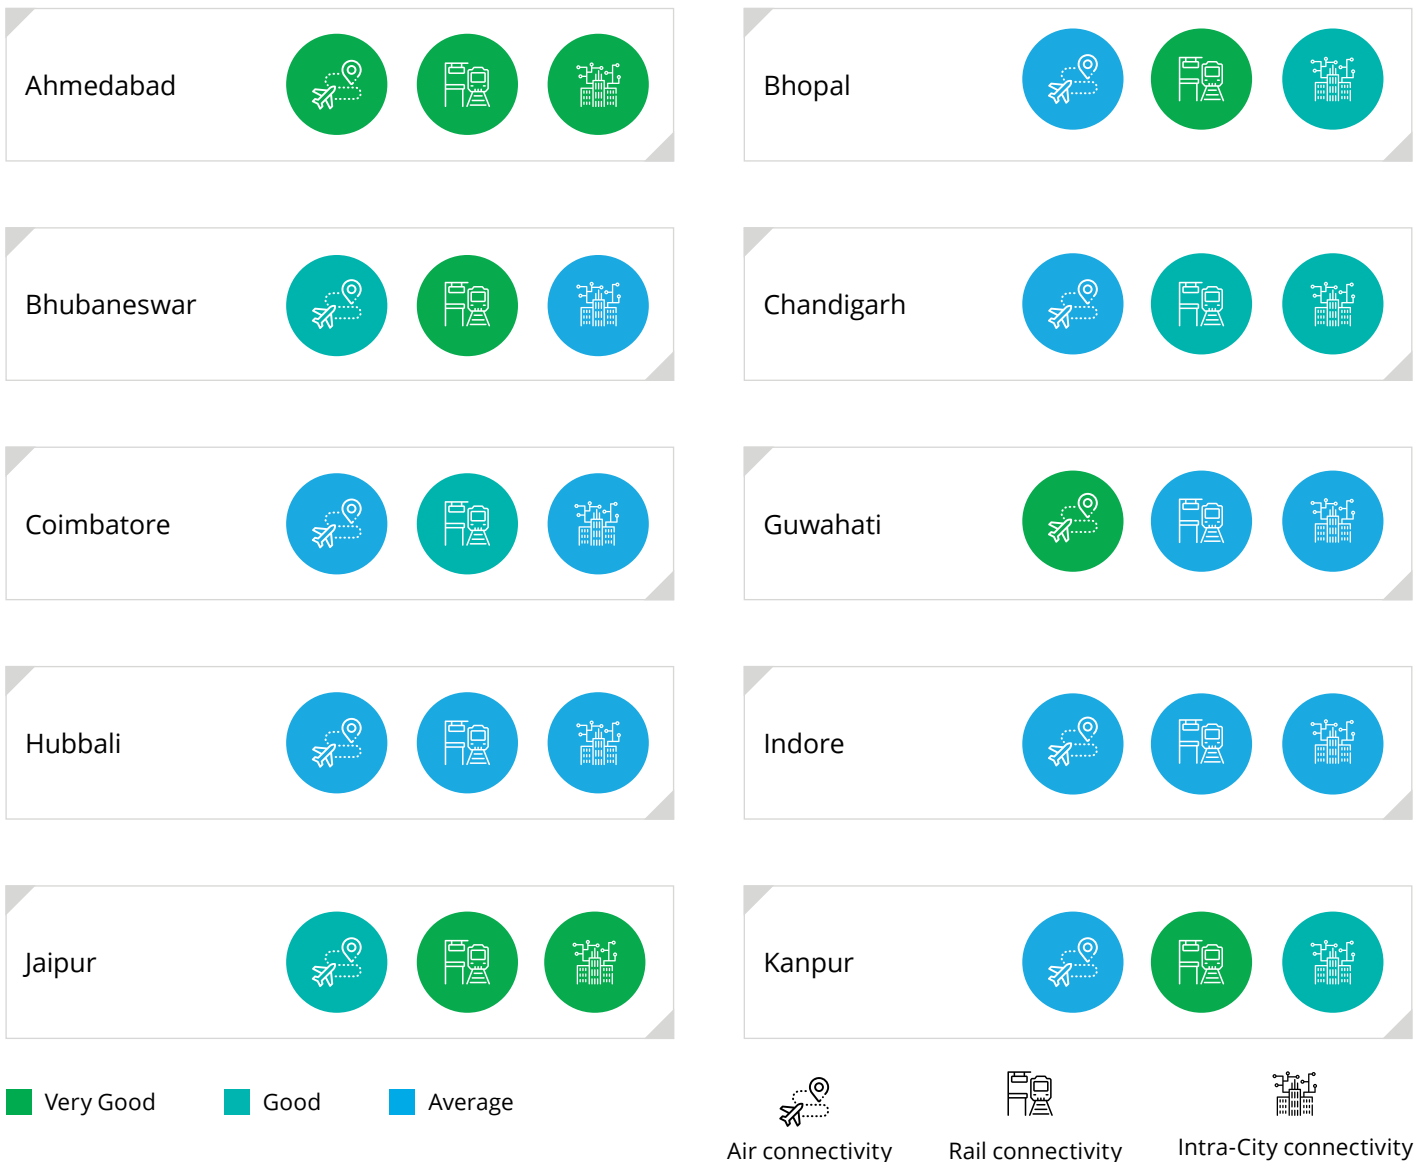 Ahmedabad
Bhopal
Bhubaneswar
Chandigarh
Coimbatore
Guwahati
Hubbali
Indore
Jaipur
Kanpur
Very Good
Good
Average
Air connectivity
Rail connectivity
Intra-City connectivity